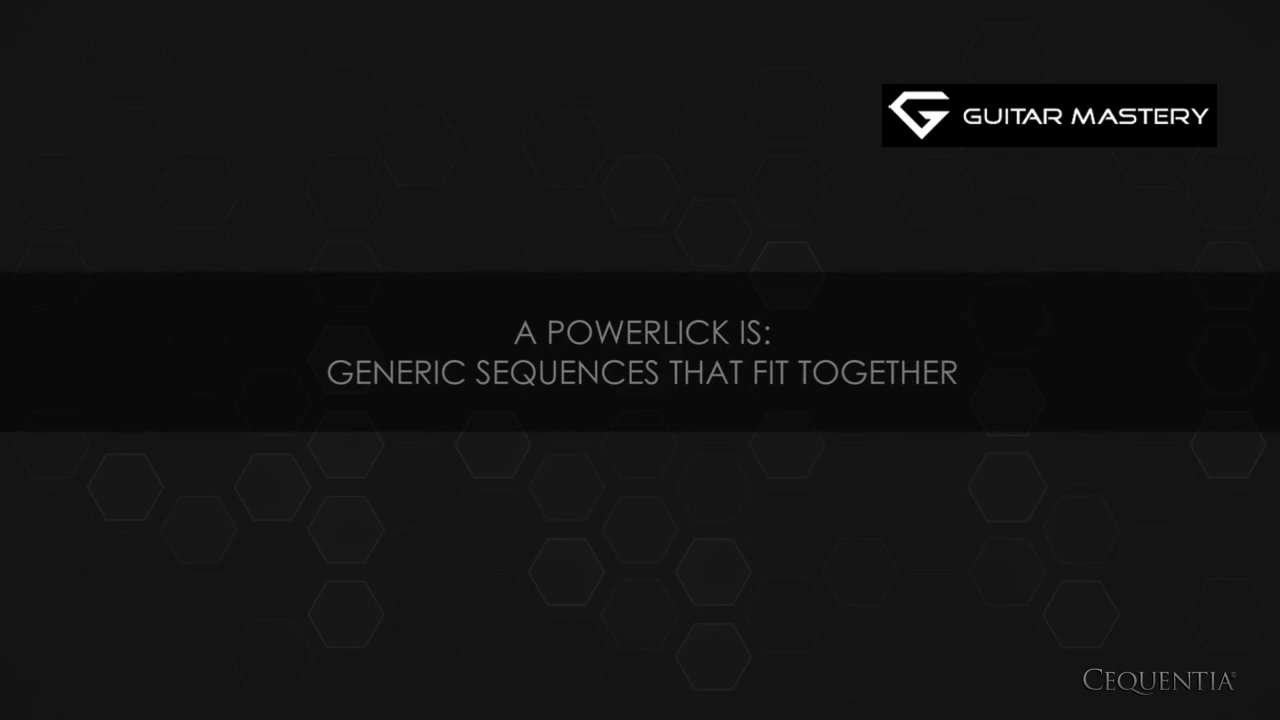 GUITAR MASTERY
A POWERLICK IS:
GENERIC SEQUENCES THAT FIT TOGETHER
CEQUENTIA®